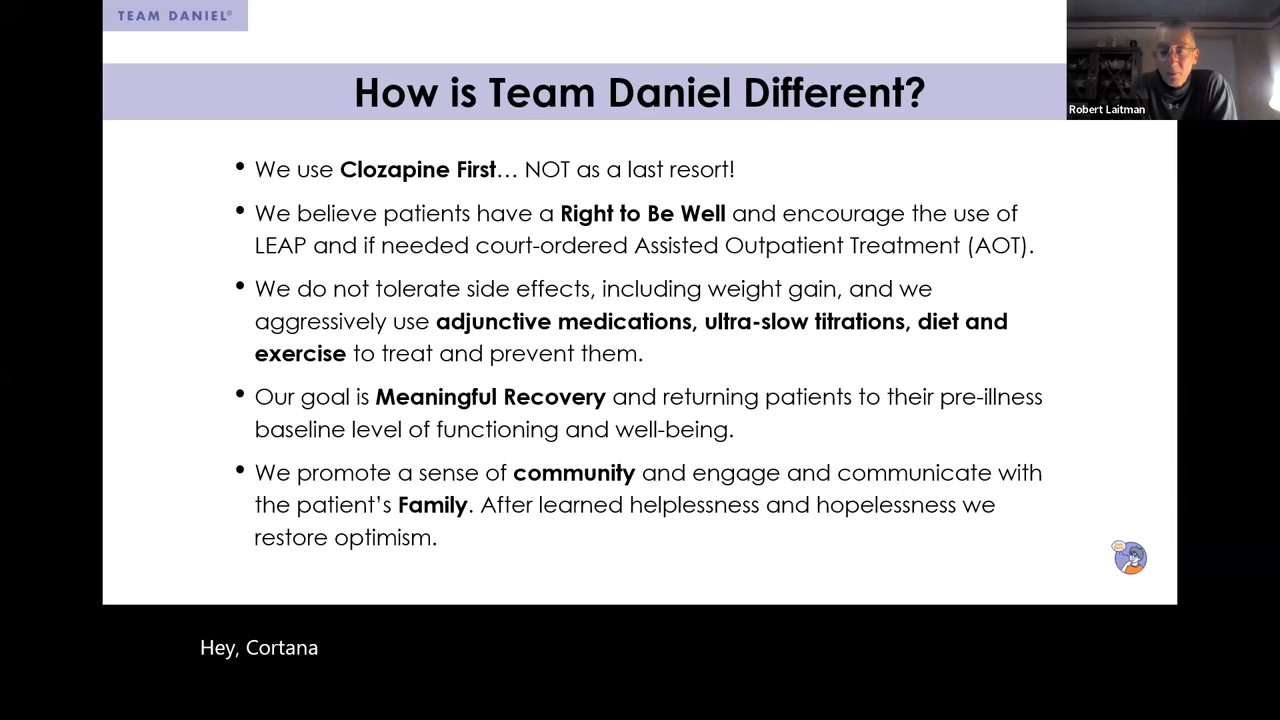 TEAM DANIEL©
How is Team Daniel Different?
Robert Laitman
• We use Clozapine First… NOT as a last resort!
• We believe patients have a Right to Be Well and encourage the use of
LEAP and if needed court-ordered Assisted Outpatient Treatment (AOT).
• We do not tolerate side effects, including weight gain, and we
aggressively use adjunctive medications, ultra-slow titrations, diet and
exercise to treat and prevent them.
• Our goal is Meaningful Recovery and returning patients to their pre-illness
baseline level of functioning and well-being.
• We promote a sense of community and engage and communicate with
the patient’s Family. After learned helplessness and hopelessness we
restore optimism.
Hey, Cortana